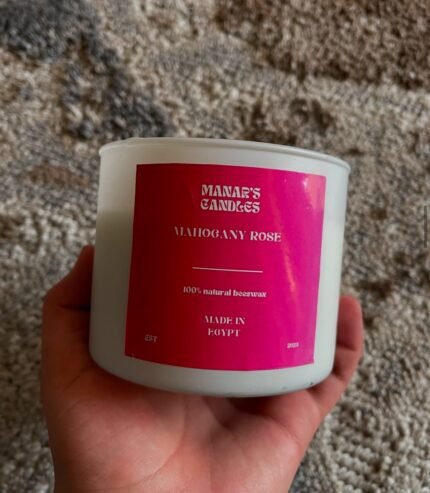 MANAR'S
CANDLES
MAHOGANY ROSE
100% natural beeswax
MADE IN
EGYPT
EST